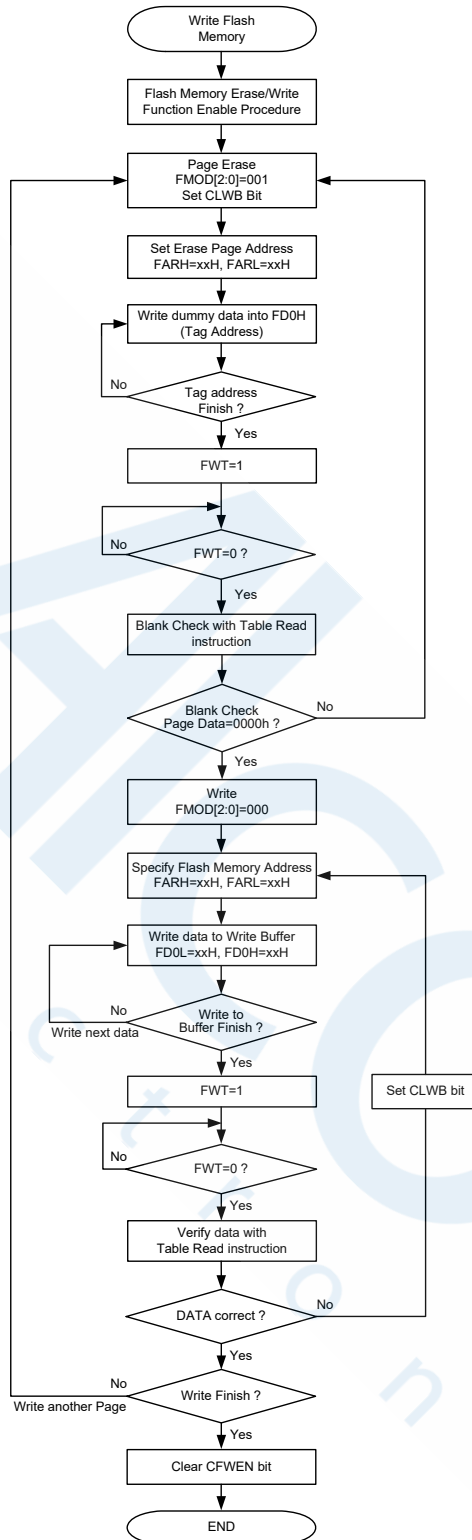 Write Flash
Memory
Flash Memory Erase/Write
Function Enable Procedure
Page Erase
FMOD[2:0]=001
Set CLWB Bit
Set Erase Page Address
FARH=xxH, FARL=xxH
Write dummy data into FD0H
(Tag Address)
No
Tag address
Finish ?
Yes
FWT=1
No
FWT=0 ?
Yes
Blank Check with Table Read
instruction
Blank Check
Page Data=0000h ?
No
Yes
Write
FMOD[2:0]=000
Specify Flash Memory Address
FARH=xxH, FARL=xxH
Write data to Write Buffer
FD0L=xxH, FD0H=xxH
No
Write next data
Write to
Buffer Finish ?
Yes
FWT=1
Set CLWB bit
No
FWT=0 ?
Yes
Verify data with
Table Read instruction
DATA correct ?
No
Yes
No
Write another Page
Write Finish ?
Yes
Clear CFWEN bit
END